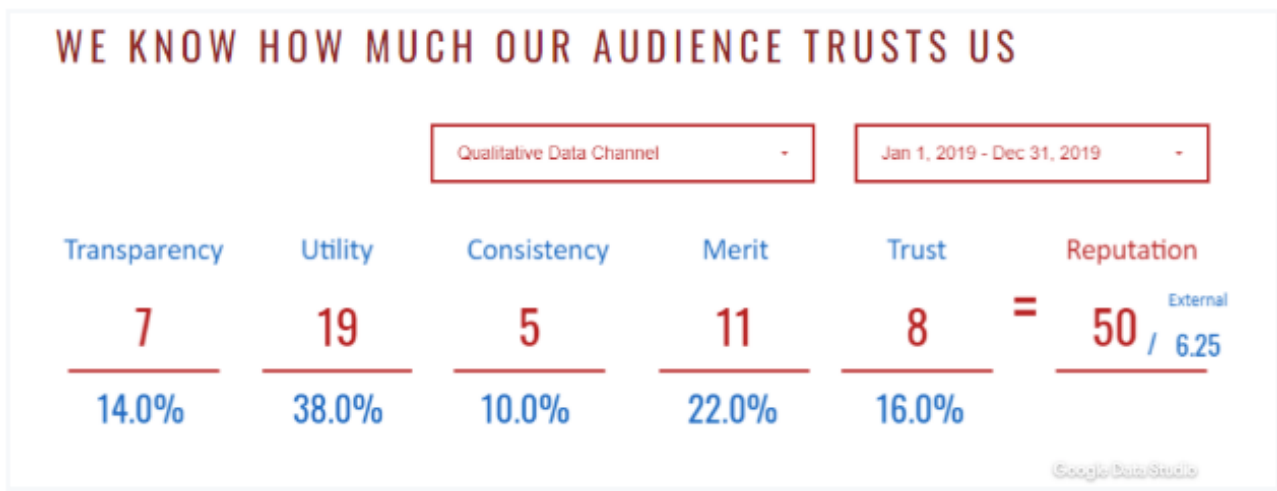 WE KNOW HOW MUCH OUR AUDIENCE TRUSTS US
Qualitative Data Channel
Jan 1, 2019 - Dec 31, 2019
Transparency Utility Consistency Merit Trust Reputation
7 19 5 11 8 = 50 / External 6.25
14.0% 38.0% 10.0% 22.0% 16.0%
Google Data Studio